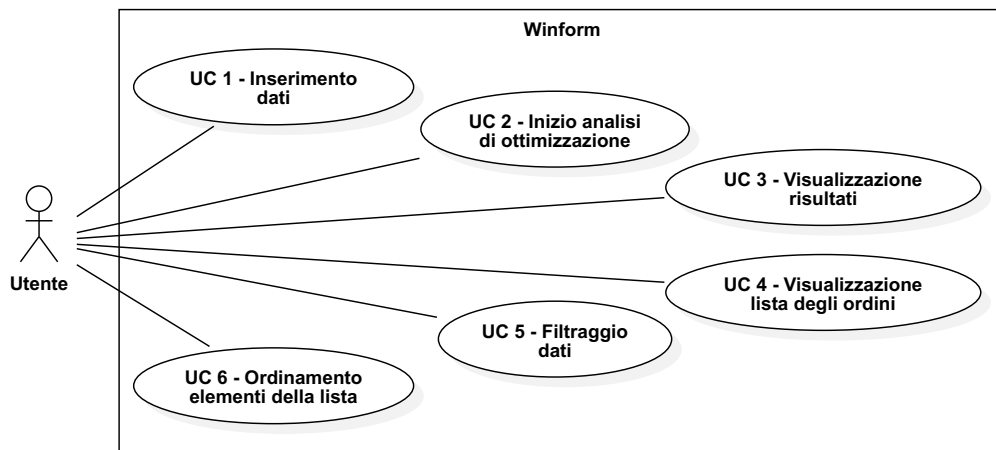 Winform
UC 1 - Inserimento
dati
UC 2 - Inizio analisi
di ottimizzazione
UC 3 - Visualizzazione
risultati
Utente
UC 4 - Visualizzazione
lista degli ordini
UC 5 - Filtraggio
dati
UC 6 - Ordinamento
elementi della lista